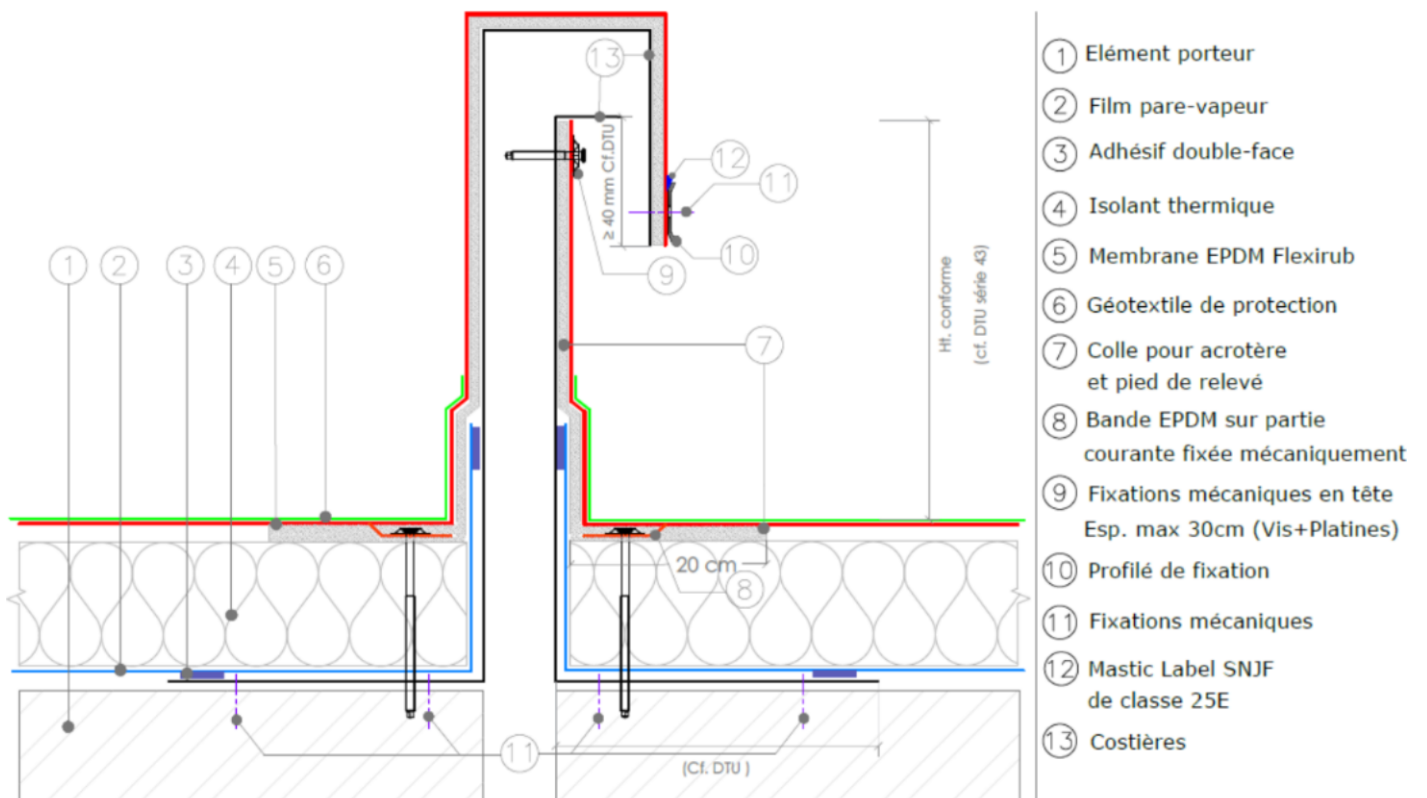 13
≥ 40 mm Cf.DTU
12
11
10
9
1
2
3
4
5
6
7
Ht. conforme
(cf. DTU série 43)
20 cm
8
11
(Cf. DTU )
1 Elément porteur
2 Film pare-vapeur
3 Adhésif double-face
4 Isolant thermique
5 Membrane EPDM Flexirub
6 Géotextile de protection
7 Colle pour acrotère
et pied de relevé
8 Bande EPDM sur partie
courante fixée mécaniquement
9 Fixations mécaniques en tête
Esp. max 30cm (Vis+Platines)
10 Profilé de fixation
11 Fixations mécaniques
12 Mastic Label SNJF
de classe 25E
13 Costières